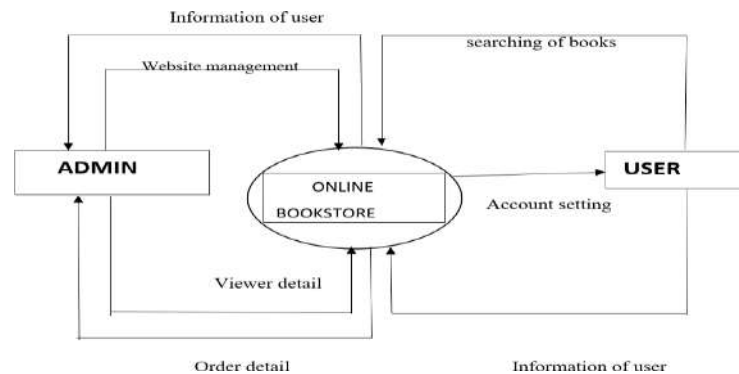 Information of user
searching of books
Website management
ADMIN
USER
ONLINE
BOOKSTORE
Account setting
Viewer detail
Order detail
Information of user